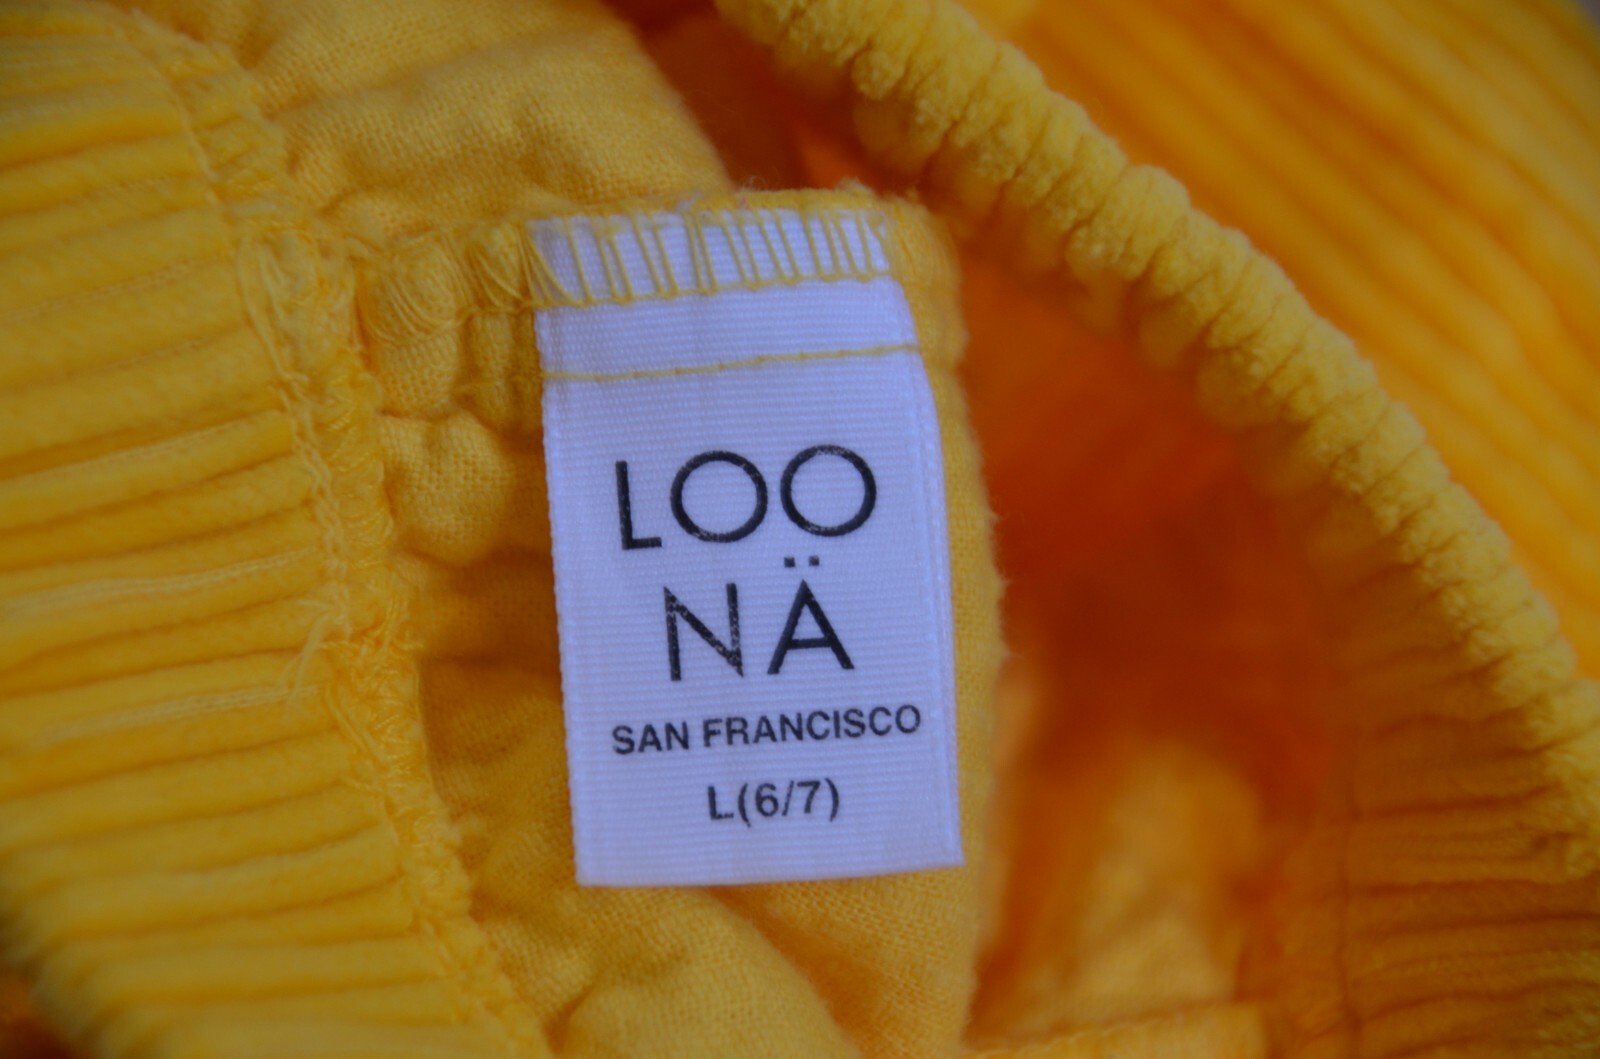 LOO
NÄ
SAN FRANCISCO
L(6/7)